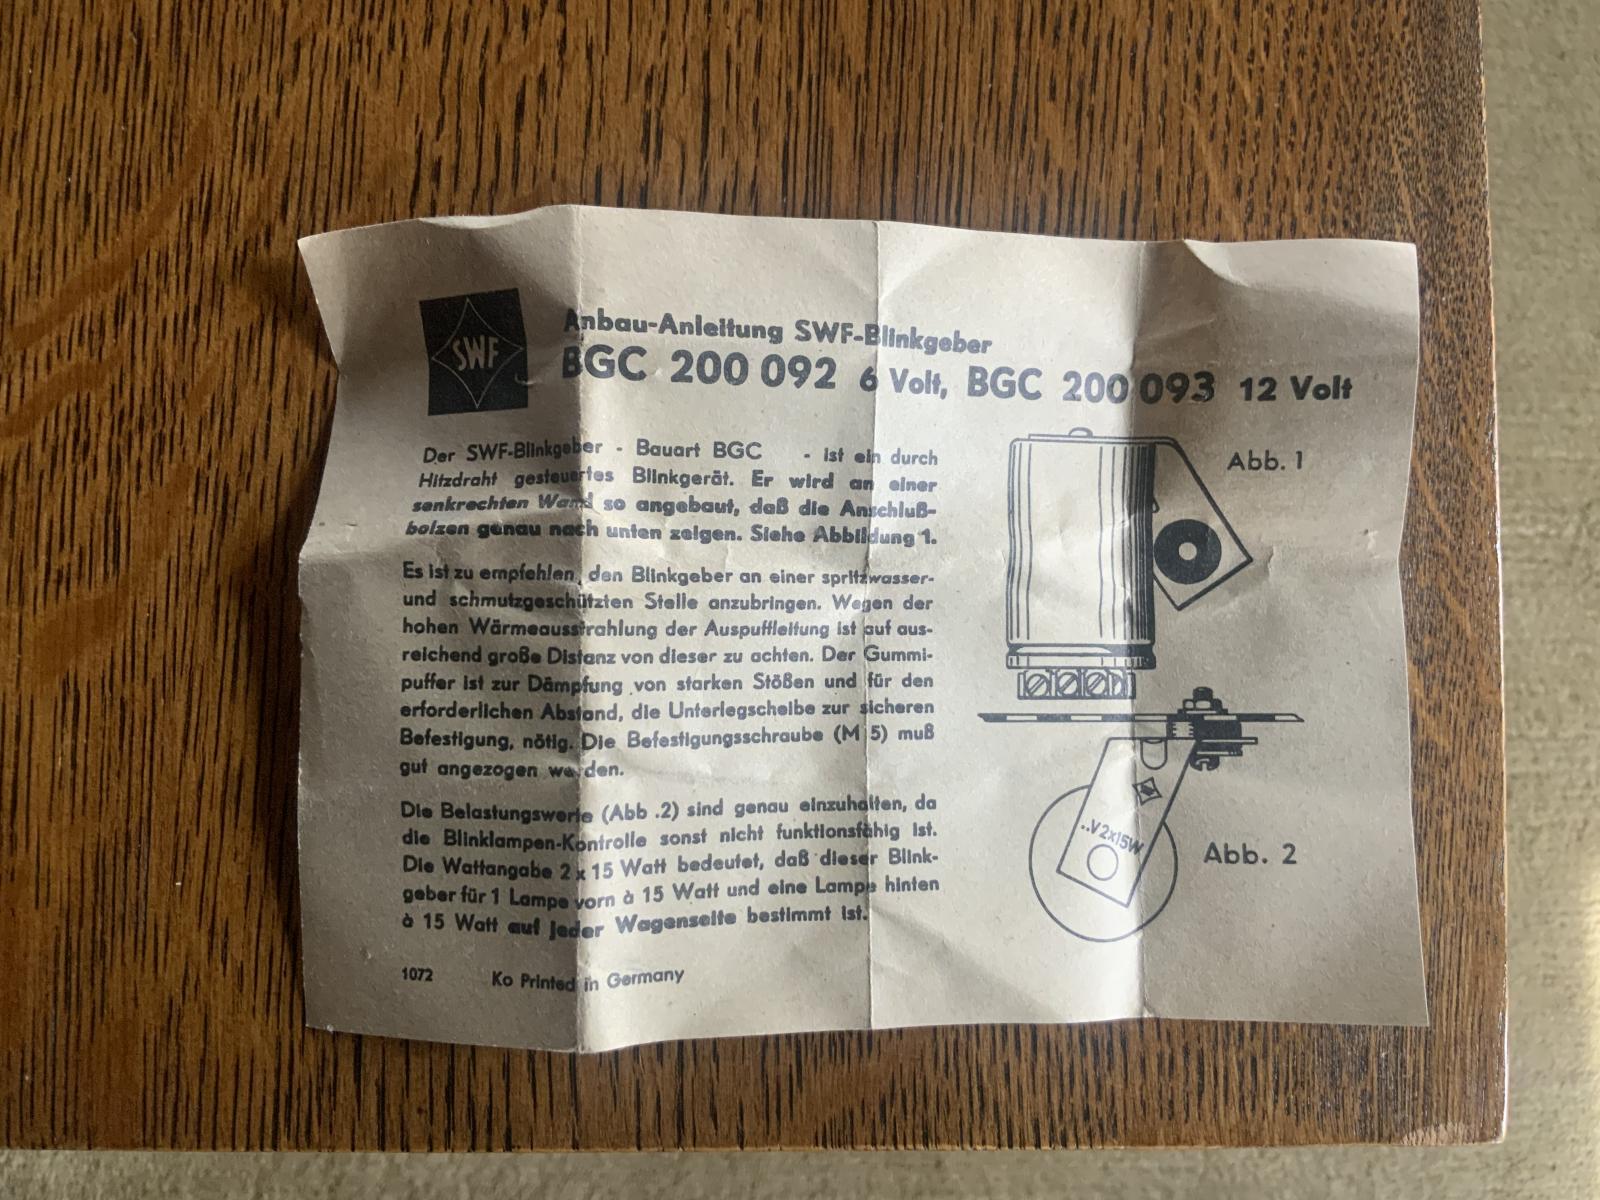 SWF
Anbau-Anleitung SWF-Blinkgeber
BGC 200 092 6 Volt, BGC 200 093 12 Volt
Der SWF-Blinkgeber - Bauart BGC - ist ein durch
Hitzdraht gesteuertes Blinkgerät. Er wird an einer
senkrechten Wand so angebaut, daß die Anschluß-
bolzen genau nach unten zeigen. Siehe Abbildung 1.
Es ist zu empfehlen, den Blinkgeber an einer spritzwasser-
und schmutzgeschützten Stelle anzubringen. Wegen der
hohen Wärmeausstrahlung der Auspuffleitung ist auf aus-
reichend große Distanz von dieser zu achten. Der Gummi-
puffer ist zur Dämpfung von starken Stößen und für den
erforderlichen Abstand, die Unterlegscheibe zur sicheren
Befestigung, nötig. Die Befestigungsschraube (M 5) muß
gut angezogen werden.
Die Belastungswerte (Abb .2) sind genau einzuhalten, da
die Blinklampen-Kontrolle sonst nicht funktionsfähig ist.
Die Wattangabe 2 x 15 Watt bedeutet, daß dieser Blink-
geber für 1 Lampe vorn à 15 Watt und eine Lampe hinten
à 15 Watt auf jeder Wagenseite bestimmt ist.
1072 Ko Printed in Germany
Abb. 1
..V2x15W
Abb. 2